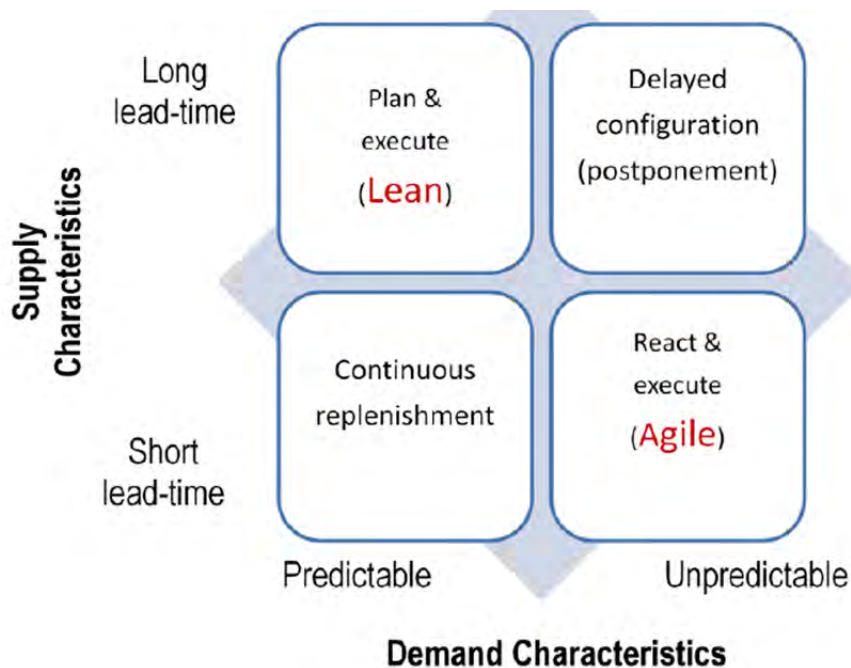 Long
lead-time
Plan &
execute
(Lean)
Delayed
configuration
(postponement)
Supply
Characteristics
Continuous
replenishment
React &
execute
(Agile)
Short
lead-time
Predictable
Unpredictable
Demand Characteristics